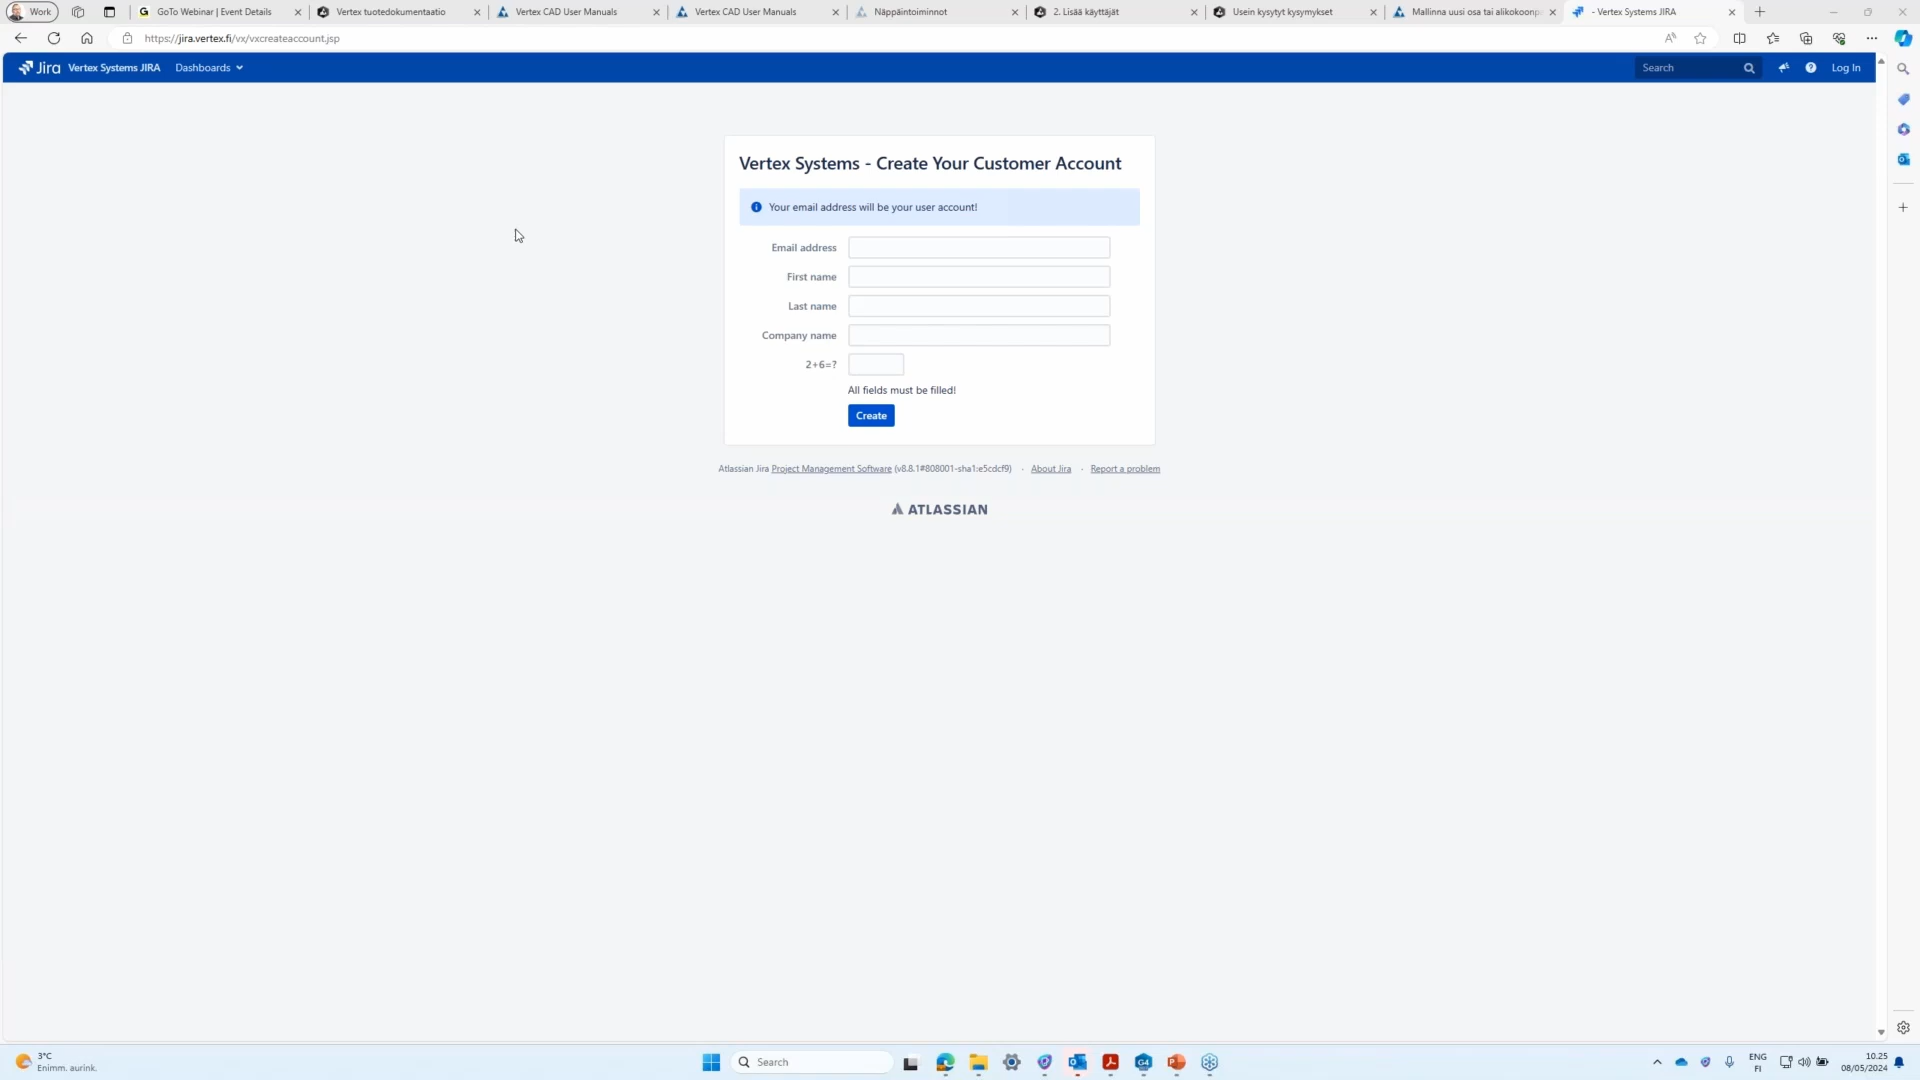 Work
GoTo Webinar | Event Details
Vertex tuotedokumentaatio
Vertex CAD User Manuals
Vertex CAD User Manuals
Näppäintoiminnot
2. Lisää käyttäjät
Usein kysytyt kysymykset
Mallinna uusi osa tai alikokoonp
- Vertex Systems JIRA
https://jira.vertex.fi/vx/vxcreateaccount.jsp
Jira Vertex Systems JIRA Dashboards
Search
Log In
Vertex Systems - Create Your Customer Account
Your email address will be your user account!
Email address
First name
Last name
Company name
2+6=?
All fields must be filled!
Create
Atlassian Jira Project Management Software (v8.8.1#808001-sha1:e5cdcf9) · About Jira · Report a problem
ATLASSIAN
3°C
Enimm. aurink.
Search
ENG
FI
10.25
08/05/2024